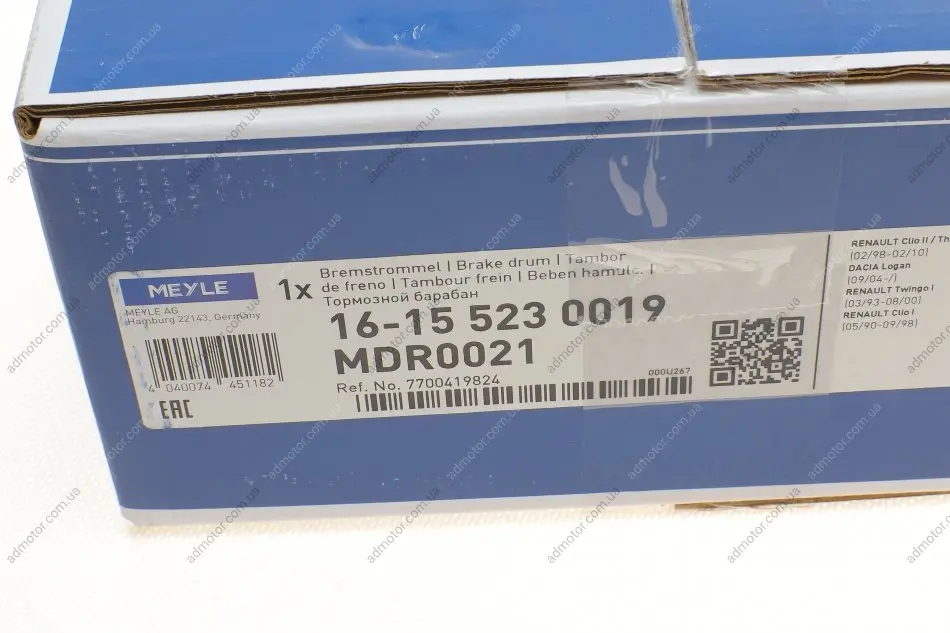 MEYLE
MEYLE AG
Hamburg 22143, Germany
4 040074 451182
EAC
1x
Bremstrommel | Brake drum | Tambor
de freno | Tambour frein | Beben hamulc. |
Тормозной барабан
16-15 523 0019
MDR0021
Ref. No. 7700419824
000U267
RENAULT Clio II /
(02/98-02/10)
DACIA Logan
(09/04-/)
RENAULT Twingo I
(03/93-08/00)
RENAULT Clio I
(05/90-09/98)
admotor.com.ua